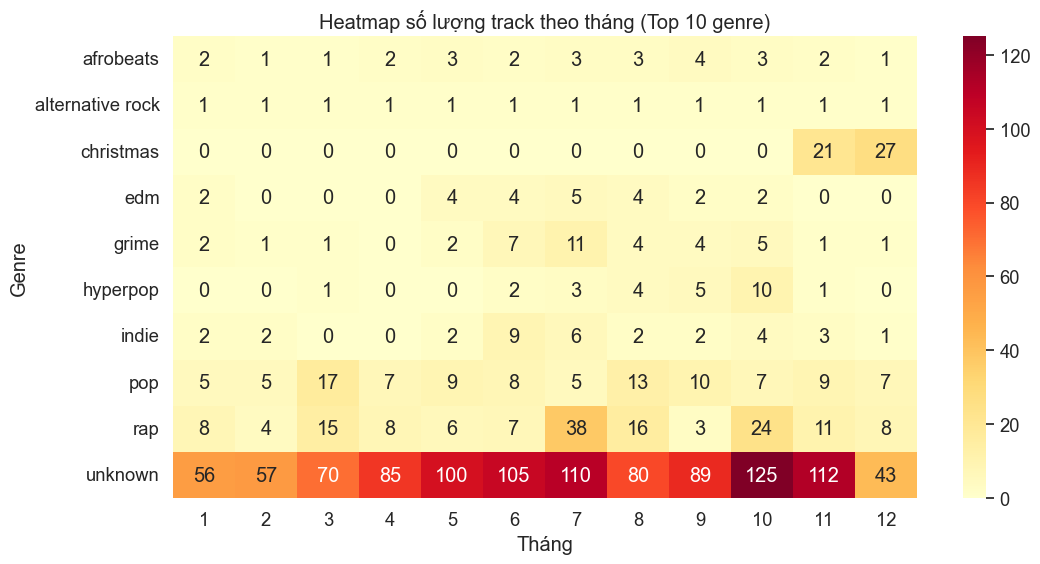 Heatmap số lượng track theo tháng (Top 10 genre)
Genre
afrobeats 2 1 1 2 3 2 3 3 4 3 2 1
alternative rock 1 1 1 1 1 1 1 1 1 1 1 1
christmas 0 0 0 0 0 0 0 0 0 0 21 27
edm 2 0 0 0 4 4 5 4 2 2 0 0
grime 2 1 1 0 2 7 11 4 4 5 1 1
hyperpop 0 0 1 0 0 2 3 4 5 10 1 0
indie 2 2 0 0 2 9 6 2 2 4 3 1
pop 5 5 17 7 9 8 5 13 10 7 9 7
rap 8 4 15 8 6 7 38 16 3 24 11 8
unknown 56 57 70 85 100 105 110 80 89 125 112 43
1 2 3 4 5 6 7 8 9 10 11 12
Tháng
120
100
80
60
40
20
0